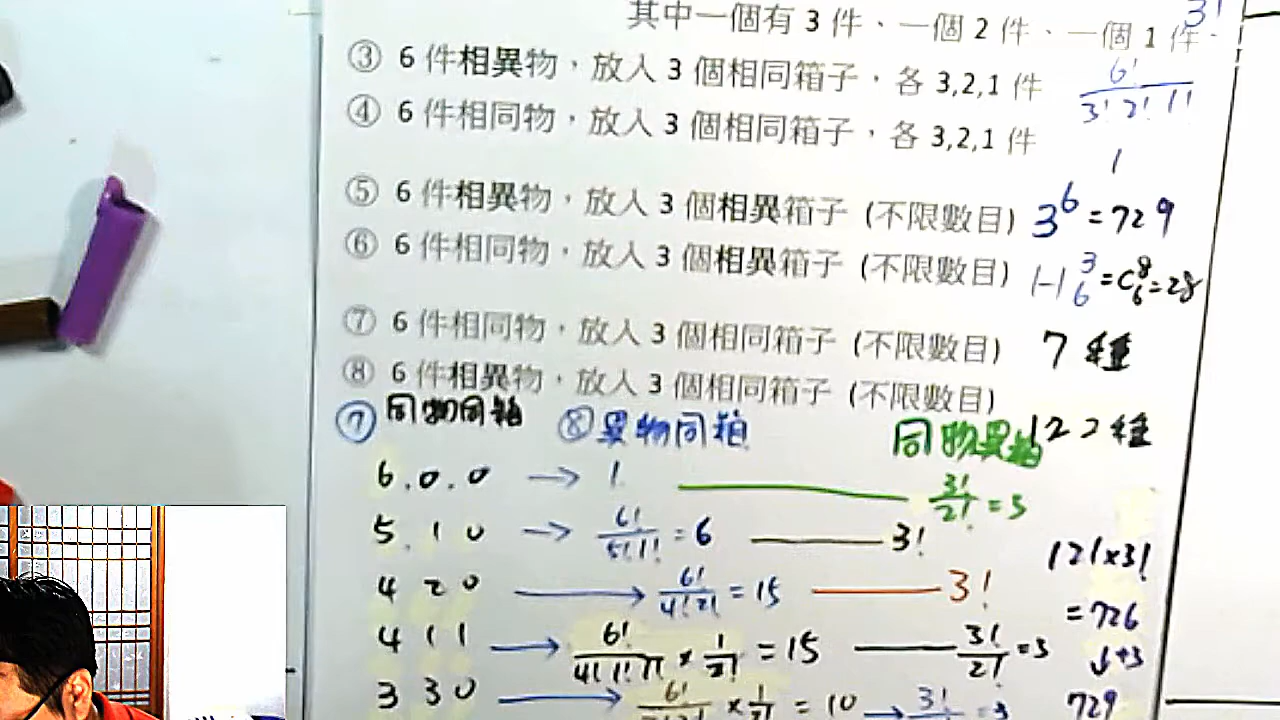 3!
其中一個有 3 件、一個 2 件、一個 1 件。
③ 6 件相異物，放入 3 個相同箱子，各 3,2,1 件 6!/3!2!1!
④ 6 件相同物，放入 3 個相同箱子，各 3,2,1 件
1
⑤ 6 件相異物，放入 3 個相異箱子 (不限數目) 3^6 = 729
⑥ 6 件相同物，放入 3 個相異箱子 (不限數目) H^3_6 = C^8_6 = 28
⑦ 6 件相同物，放入 3 個相同箱子 (不限數目) 7 種
⑧ 6 件相異物，放入 3 個相同箱子 (不限數目) 122 種
⑦ 同物同箱 ⑧ 異物同箱 同物異箱
6.0.0 → 1 3!/2! = 3
5.1 0 → 6!/5!1! = 6 3!
4 2 0 → 6!/4!2! = 15 3!
4 1 1 → 6!/4!1!1! × 1/2! = 15 3!/2! = 3
3 3 0 → 6!/3!3! × 1/2! = 10 → 3!/2! = 3
121×3!
= 726
↓+3
729